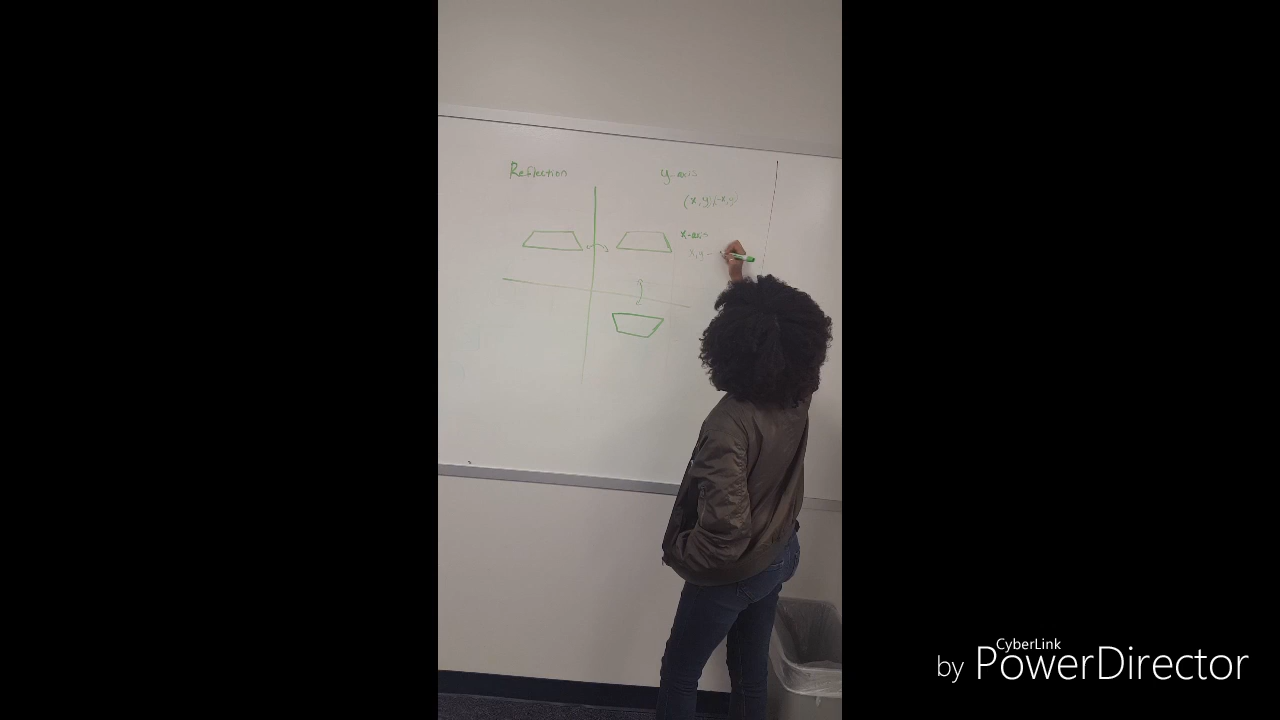 Reflection
y-axis
(x, y) (-x, y)
x-axis
x, y -
CyberLink
by PowerDirector